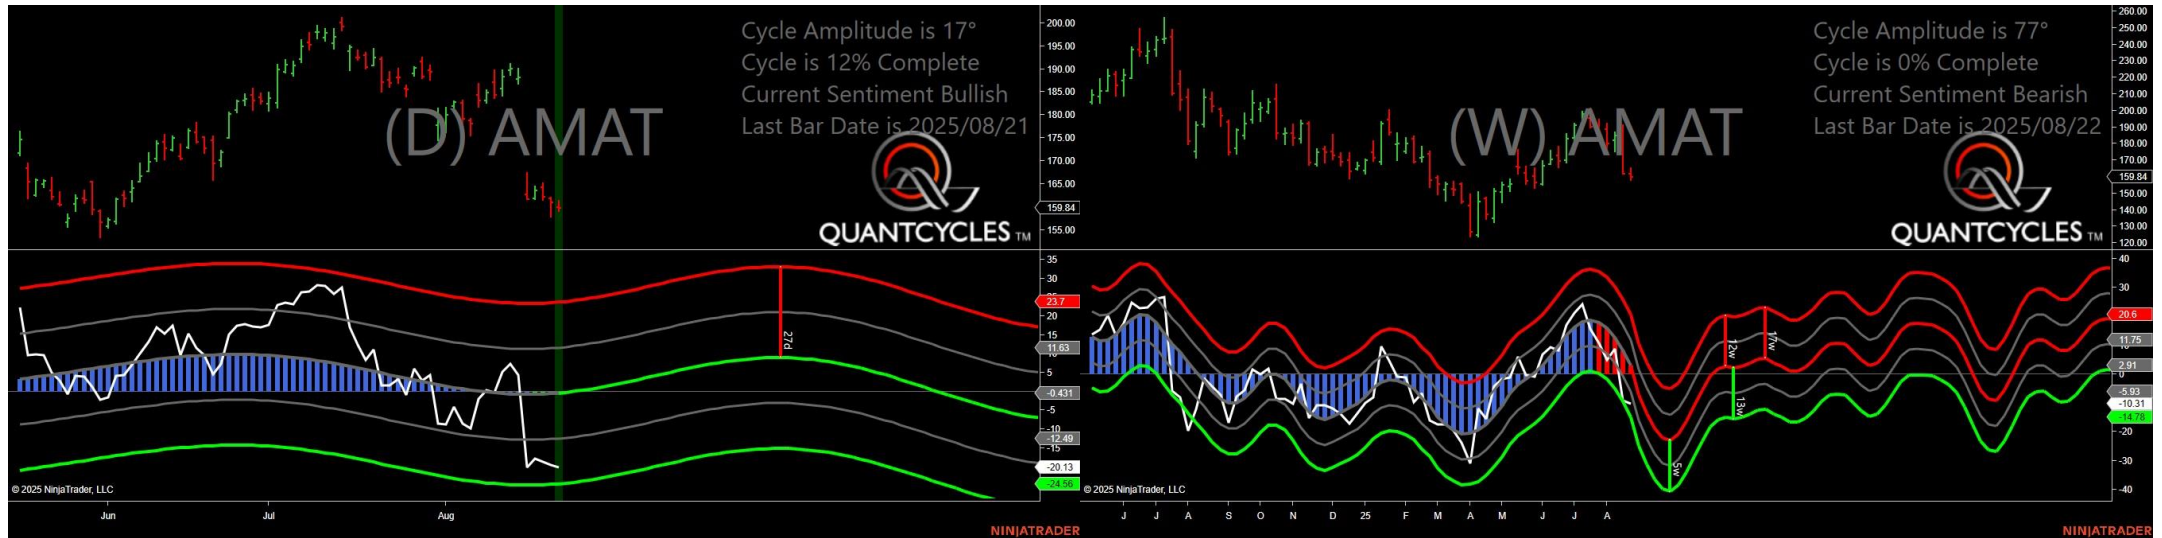 Cycle Amplitude is 17°
Cycle is 12% Complete
Current Sentiment Bullish
Last Bar Date is 2025/08/21
(D) AMAT
QUANTCYCLES TM
200.00
195.00
190.00
185.00
180.00
175.00
170.00
165.00
159.84
155.00
35
30
23.7
20
15
11.63
5
-0.431
-5
-10
-12.49
-15
-20.13
-24.56
27d
© 2025 NinjaTrader, LLC
Jun
Jul
Aug
NINJATRADER
Cycle Amplitude is 77°
Cycle is 0% Complete
Current Sentiment Bearish
Last Bar Date is 2025/08/22
(W) AMAT
QUANTCYCLES TM
260.00
250.00
240.00
230.00
220.00
210.00
200.00
190.00
180.00
170.00
159.84
150.00
140.00
130.00
120.00
40
30
20.6
11.75
2.91
0
-5.93
-10.31
-14.78
-20
-30
-40
12w
17w
13w
5w
© 2025 NinjaTrader, LLC
J
J
A
S
O
N
D
25
F
M
A
M
J
J
A
NINJATRADER